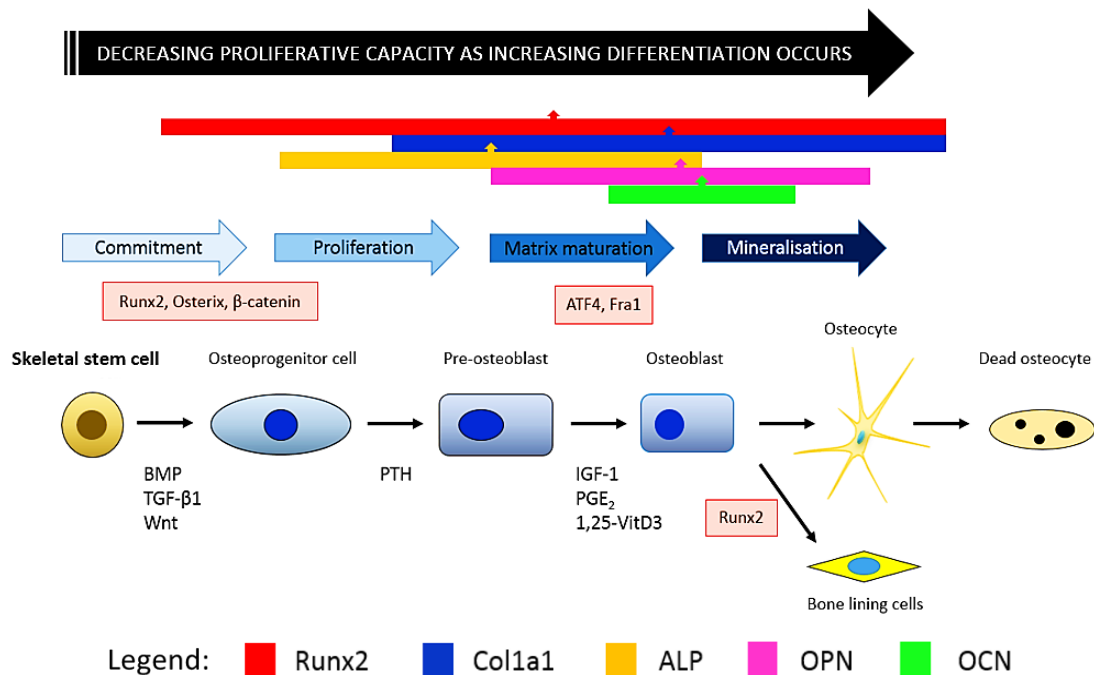 DECREASING PROLIFERATIVE CAPACITY AS INCREASING DIFFERENTIATION OCCURS
Commitment
Proliferation
Matrix maturation
Mineralisation
Runx2, Osterix, β-catenin
ATF4, Fra1
Skeletal stem cell
Osteoprogenitor cell
Pre-osteoblast
Osteoblast
Osteocyte
Dead osteocyte
BMP
TGF-β1
Wnt
PTH
IGF-1
PGE₂
1,25-VitD3
Runx2
Bone lining cells
Legend: Runx2 Col1a1 ALP OPN OCN